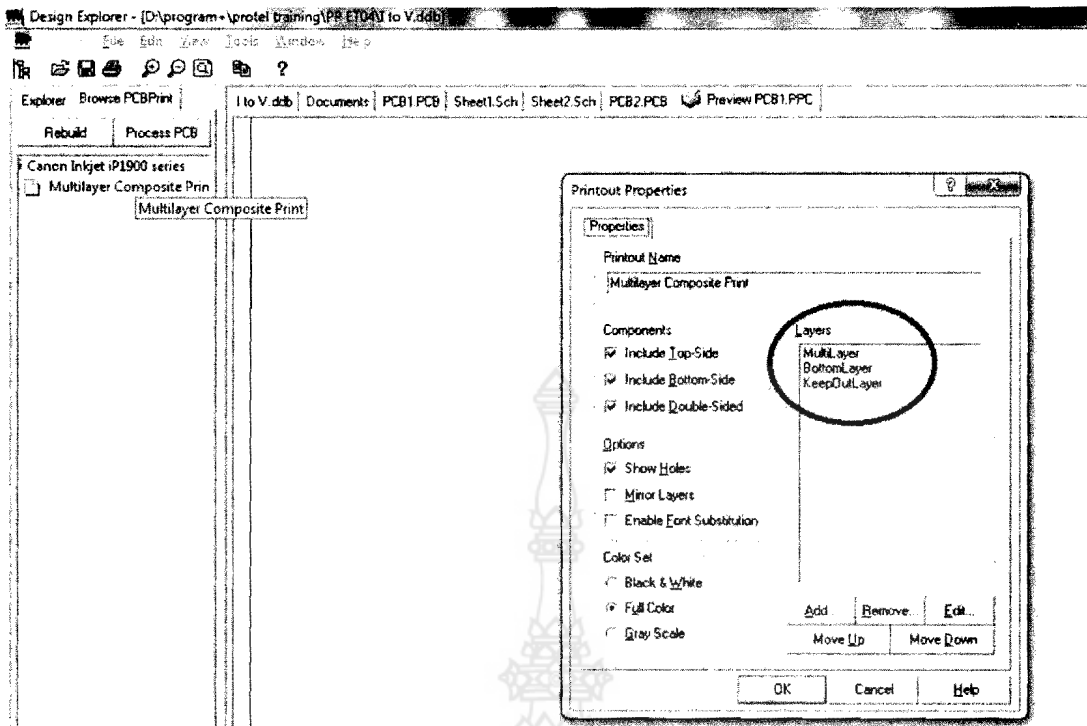 Design Explorer - [D:\program+\protel training\PR ET04\I to V.ddb]
File Edit View Tools Window Help
?
Explorer Browse PCBPrint
I to V.ddb Documents PCB1.PCB Sheet1.Sch Sheet2.Sch PCB2.PCB Preview PCB1.PPC
Rebuild Process PCB
Canon Inkjet iP1900 series
Multilayer Composite Prin
Multilayer Composite Print
Printout Properties
Properties
Printout Name
Multilayer Composite Print
Components
Include Top-Side
Include Bottom-Side
Include Double-Sided
Options
Show Holes
Mirror Layers
Enable Font Substitution
Color Set
Black & White
Full Color
Gray Scale
Layers
MultiLayer
BottomLayer
KeepOutLayer
Add... Remove... Edit...
Move Up Move Down
OK Cancel Help